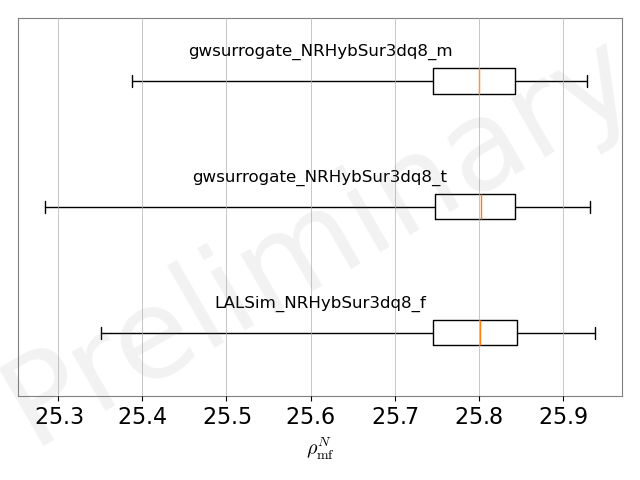 gwsurrogate_NRHybSur3dq8_m
gwsurrogate_NRHybSur3dq8_t
LALSim_NRHybSur3dq8_f
Preliminary
25.3 25.4 25.5 25.6 25.7 25.8 25.9
ρ^N_mf